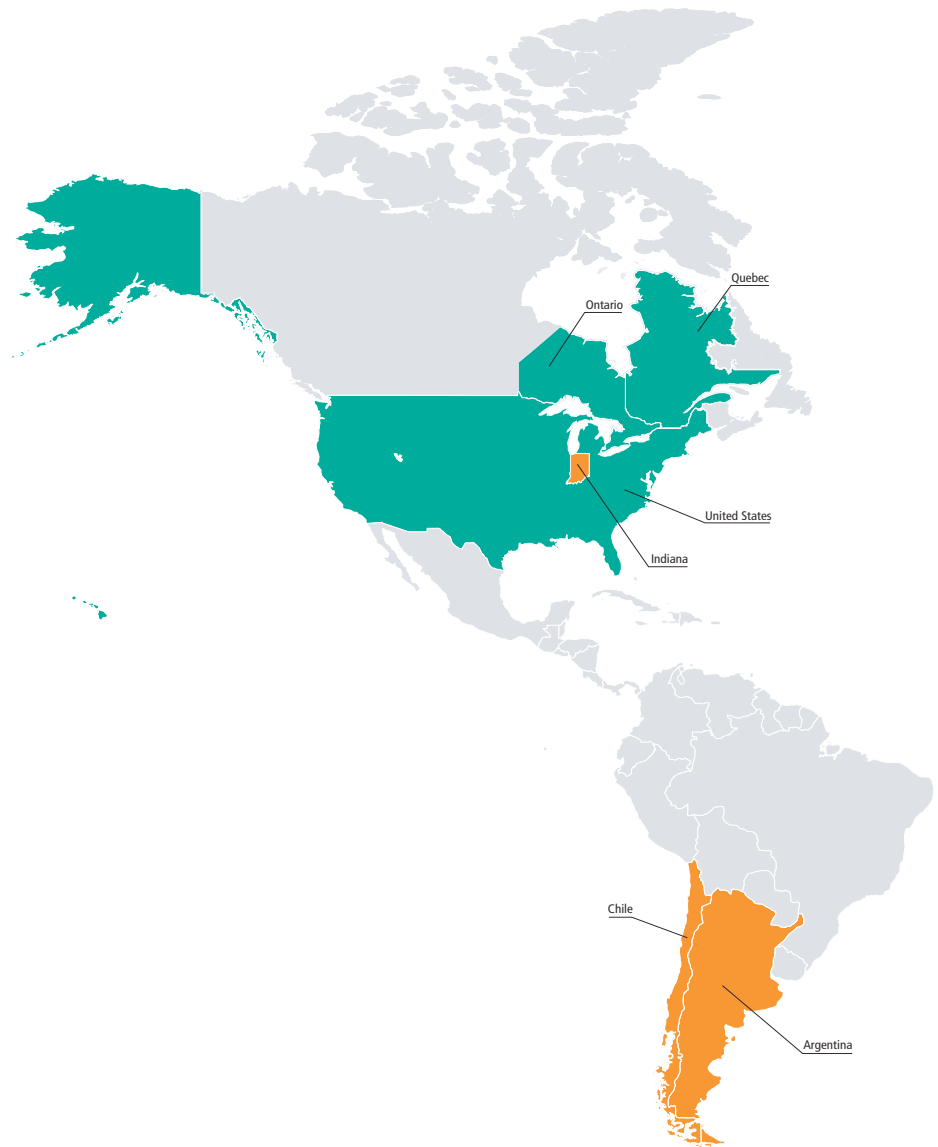 Quebec
Ontario
United States
Indiana
Chile
Argentina